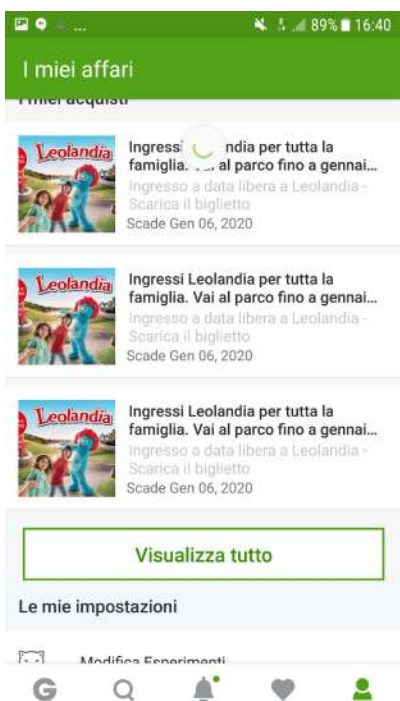 ... 89% 16:40
I miei affari
I miei acquisti
Leolandia
Ingressi ndia per tutta la
famiglia. Vai al parco fino a gennai...
Ingresso a data libera a Leolandia -
Scarica il biglietto
Scade Gen 06, 2020
Leolandia
Ingressi Leolandia per tutta la
famiglia. Vai al parco fino a gennai...
Ingresso a data libera a Leolandia -
Scarica il biglietto
Scade Gen 06, 2020
Leolandia
Ingressi Leolandia per tutta la
famiglia. Vai al parco fino a gennai...
Ingresso a data libera a Leolandia -
Scarica il biglietto
Scade Gen 06, 2020
Visualizza tutto
Le mie impostazioni
Modifica Esperimenti
G